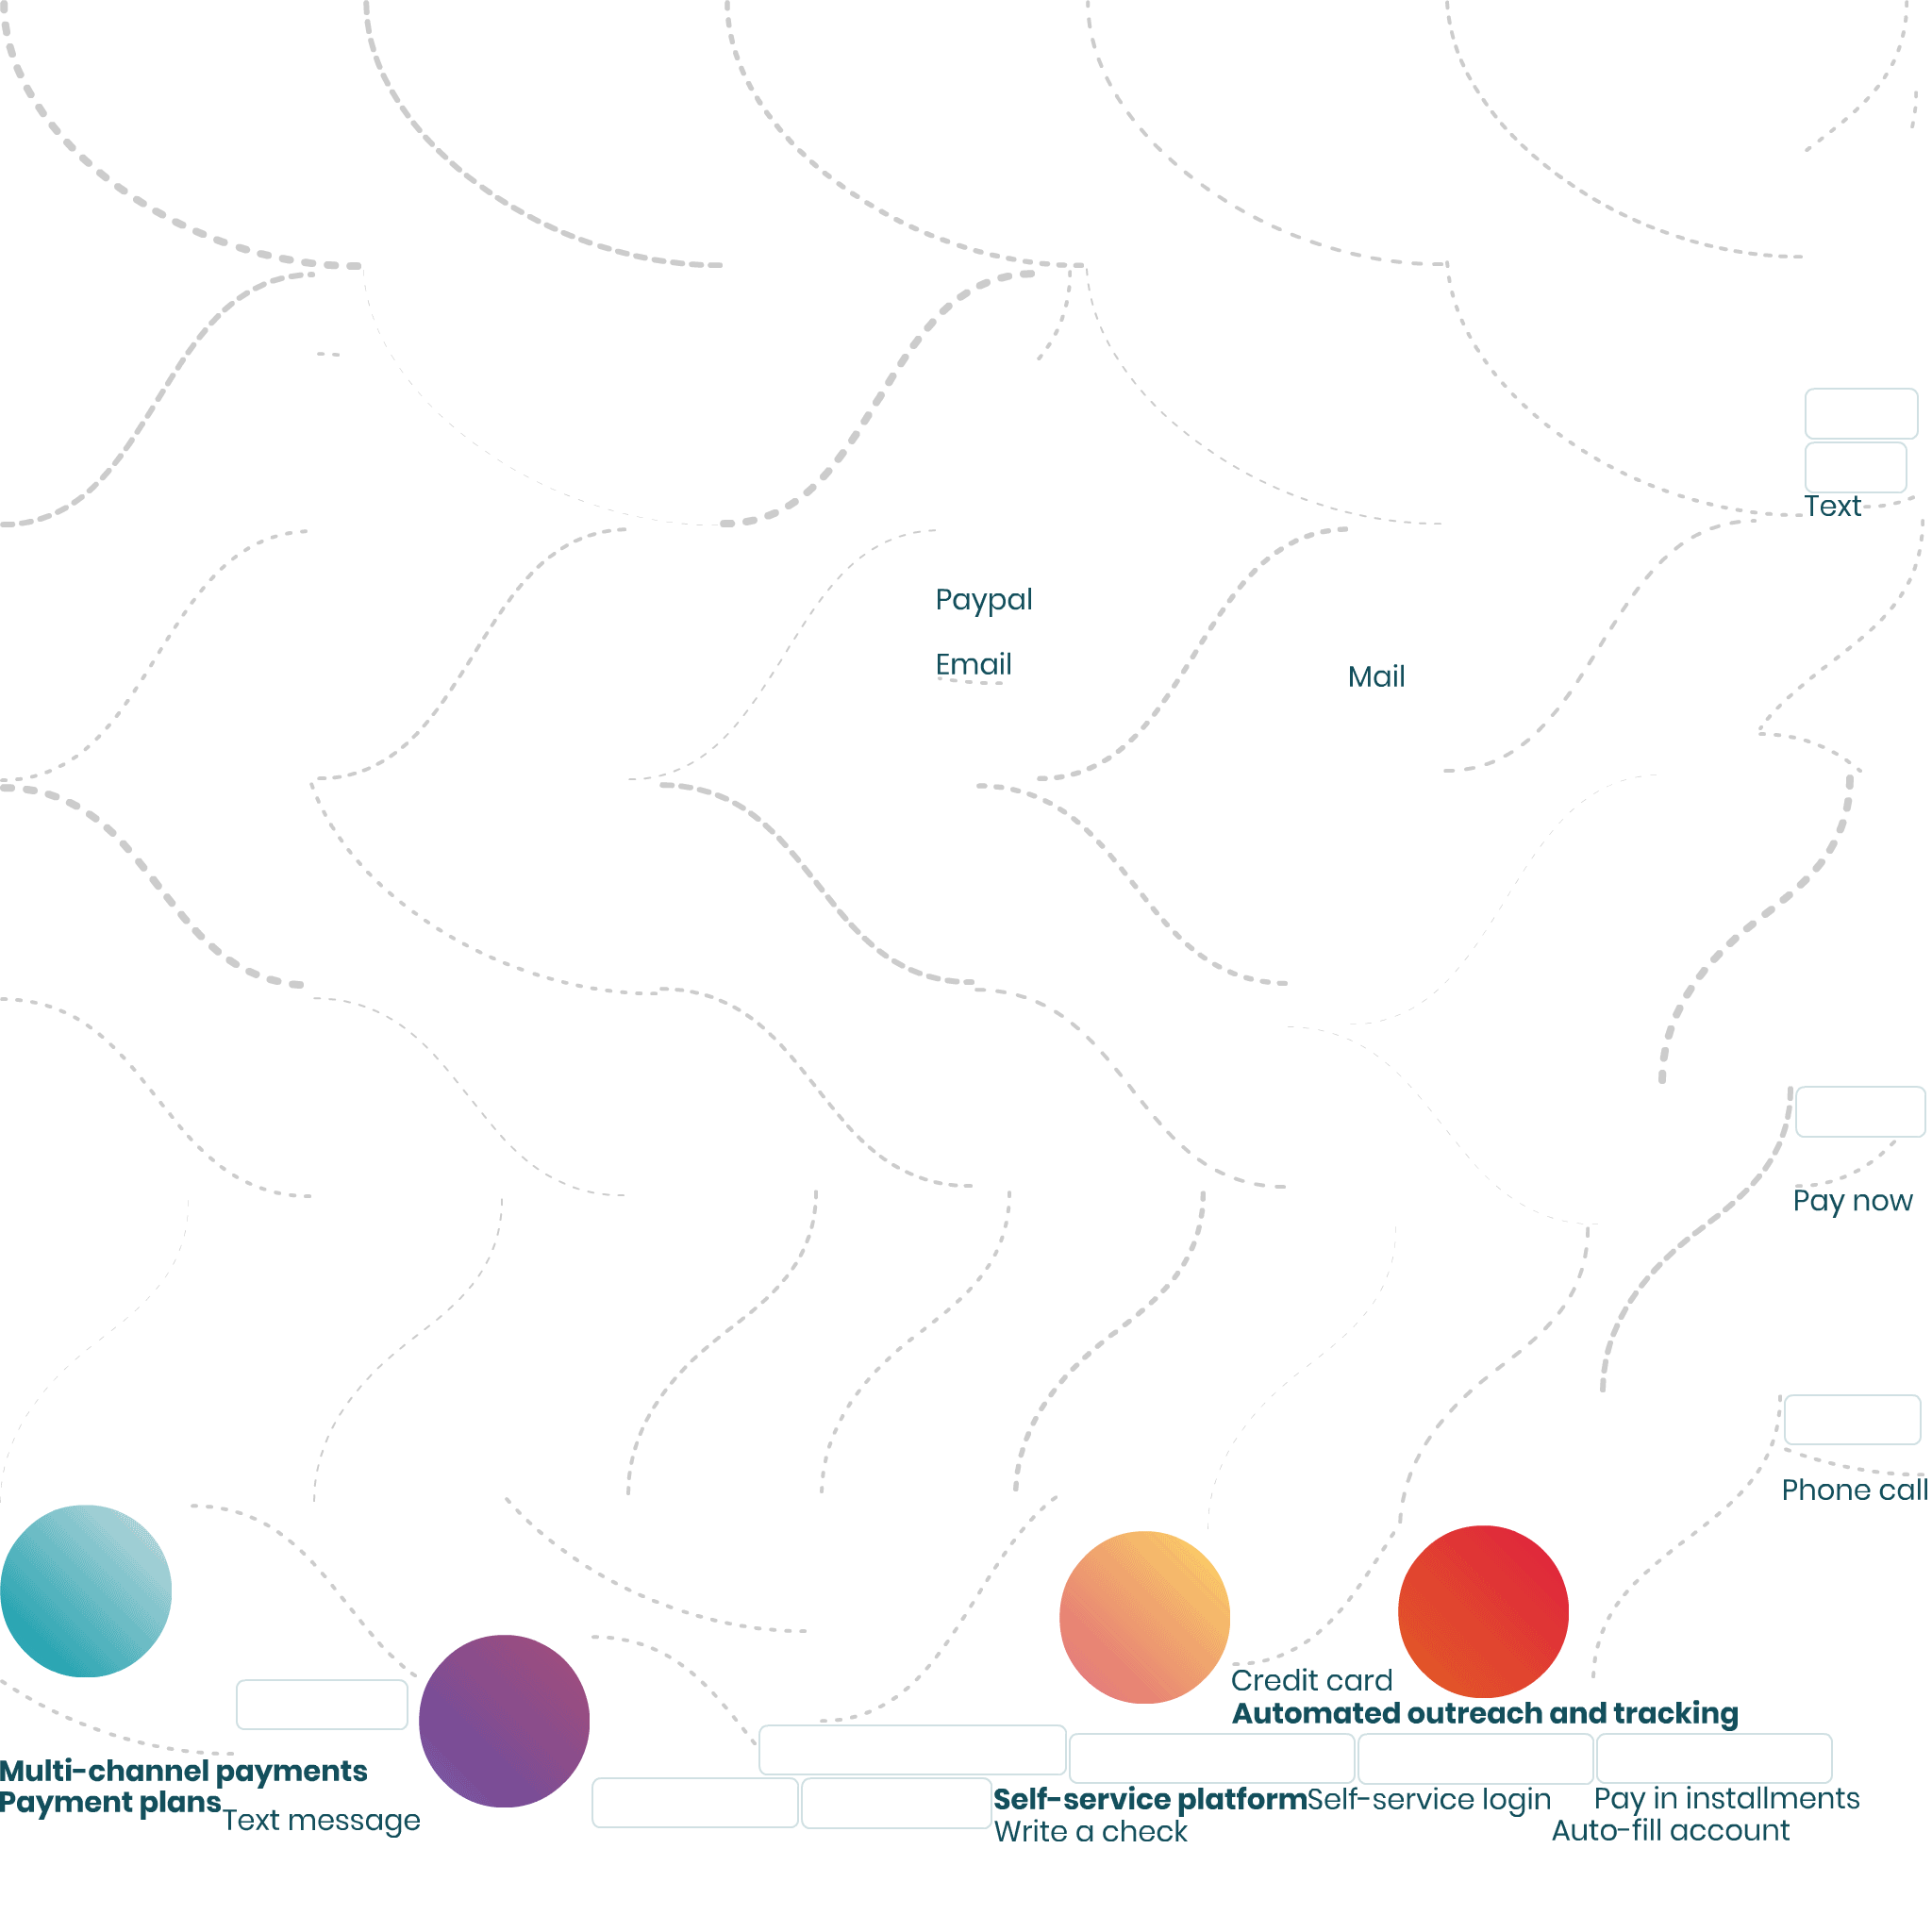 Text
Paypal
Email
Mail
Pay now
Phone call
Credit card
Automated outreach and tracking
Multi-channel payments
Payment plans
Text message
Self-service platform
Self-service login
Pay in installments
Write a check
Auto-fill account